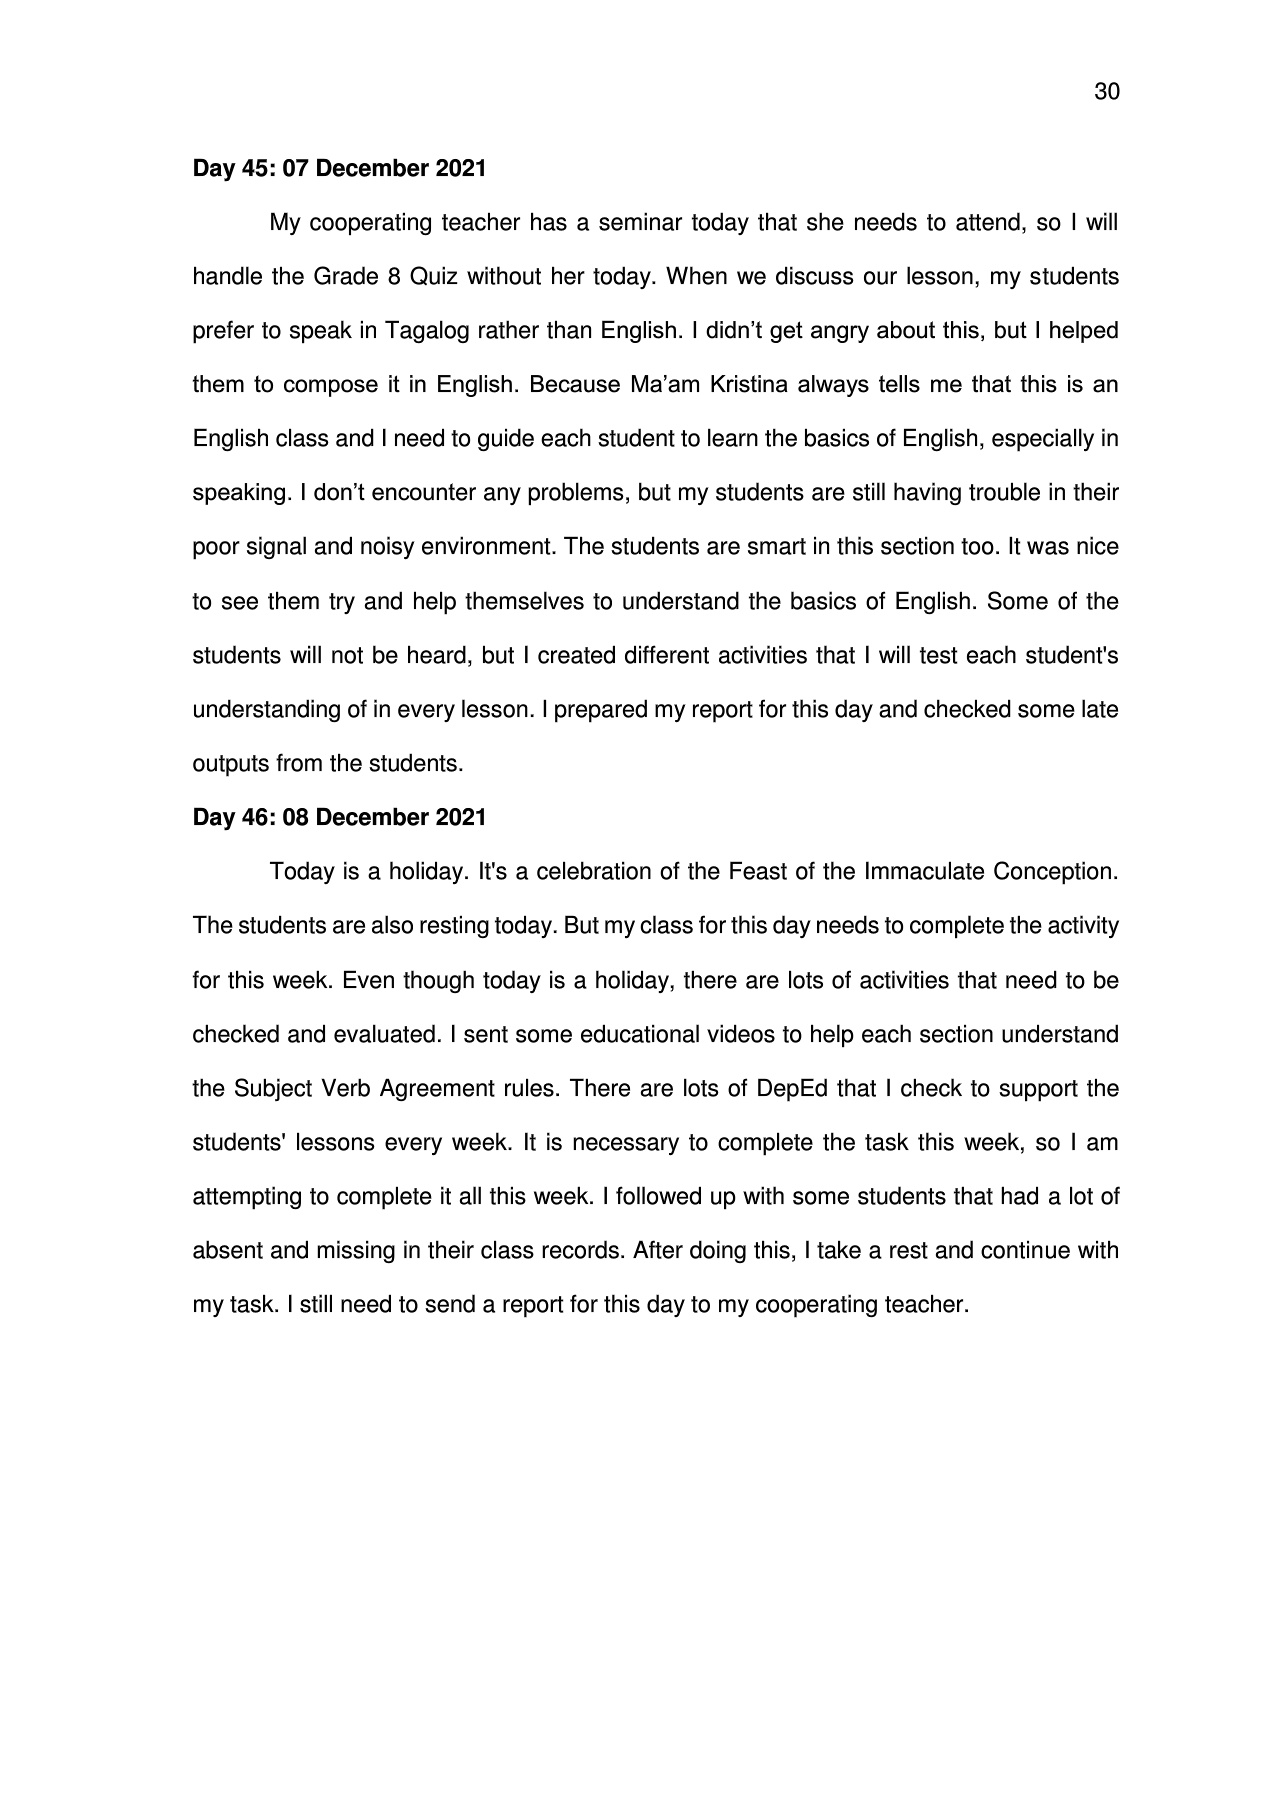 30
Day 45: 07 December 2021
My cooperating teacher has a seminar today that she needs to attend, so I will
handle the Grade 8 Quiz without her today. When we discuss our lesson, my students
prefer to speak in Tagalog rather than English. I didn’t get angry about this, but I helped
them to compose it in English. Because Ma’am Kristina always tells me that this is an
English class and I need to guide each student to learn the basics of English, especially in
speaking. I don’t encounter any problems, but my students are still having trouble in their
poor signal and noisy environment. The students are smart in this section too. It was nice
to see them try and help themselves to understand the basics of English. Some of the
students will not be heard, but I created different activities that I will test each student's
understanding of in every lesson. I prepared my report for this day and checked some late
outputs from the students.
Day 46: 08 December 2021
Today is a holiday. It's a celebration of the Feast of the Immaculate Conception.
The students are also resting today. But my class for this day needs to complete the activity
for this week. Even though today is a holiday, there are lots of activities that need to be
checked and evaluated. I sent some educational videos to help each section understand
the Subject Verb Agreement rules. There are lots of DepEd that I check to support the
students' lessons every week. It is necessary to complete the task this week, so I am
attempting to complete it all this week. I followed up with some students that had a lot of
absent and missing in their class records. After doing this, I take a rest and continue with
my task. I still need to send a report for this day to my cooperating teacher.